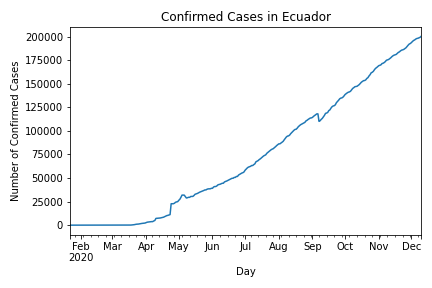 Confirmed Cases in Ecuador
Number of Confirmed Cases
200000
175000
150000
125000
100000
75000
50000
25000
0
Feb Mar Apr May Jun Jul Aug Sep Oct Nov Dec
2020
Day